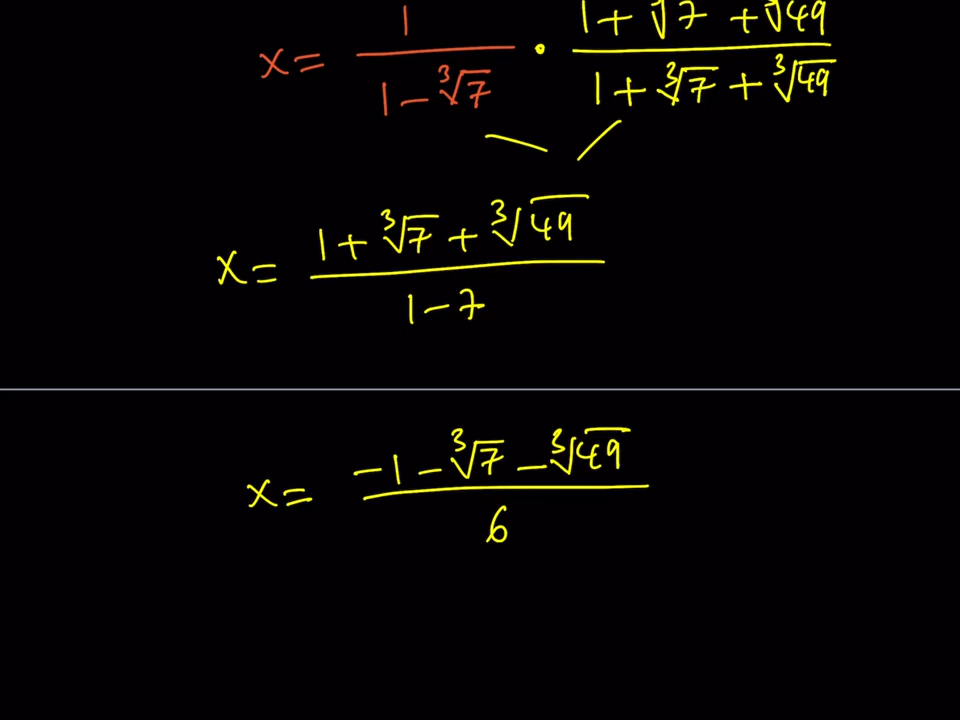 x = 1 / (1 - ∛7) · (1 + ∛7 + ∛49) / (1 + ∛7 + ∛49)
x = (1 + ∛7 + ∛49) / (1 - 7)
x = (-1 - ∛7 - ∛49) / 6